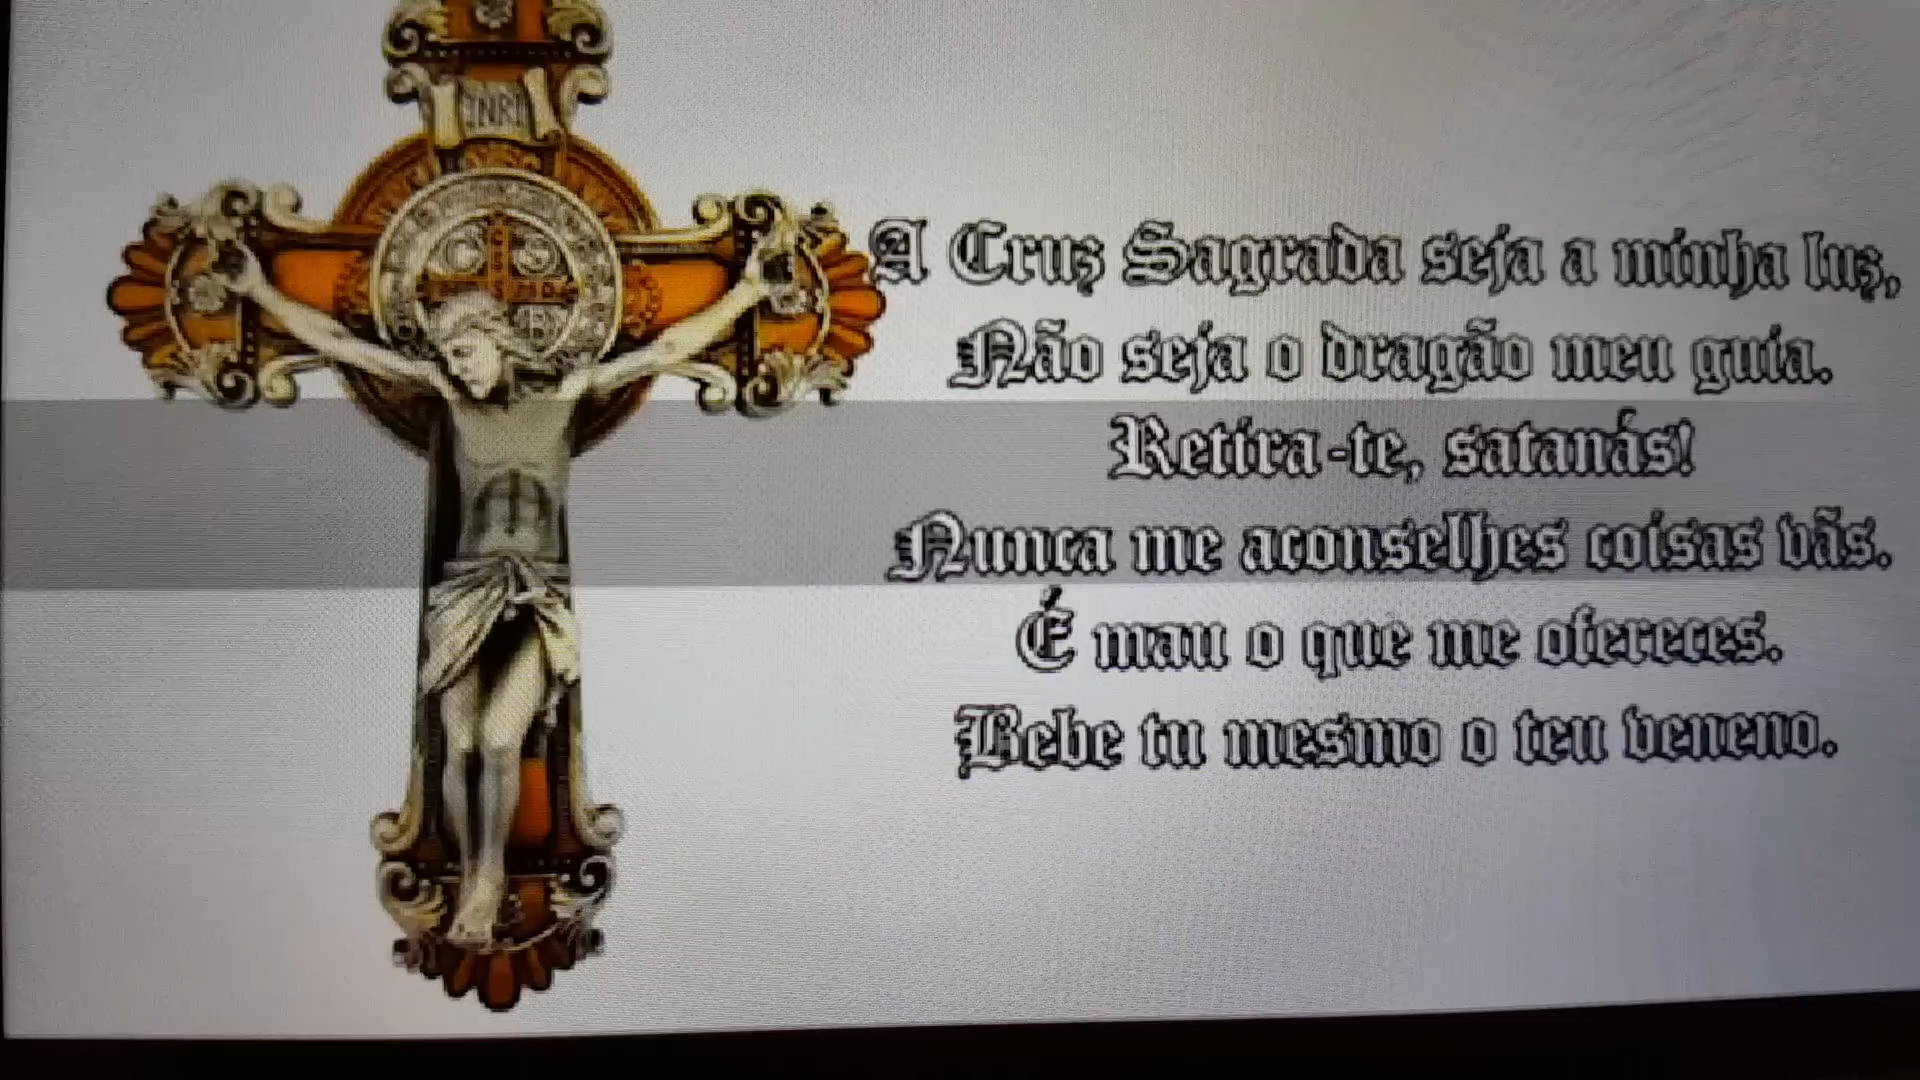 INRI
A Cruz Sagrada seja a minha luz,
Não seja o dragão meu guia.
Retira-te, satanás!
Nunca me aconselhes coisas vãs.
É mau o que me ofereces.
Bebe tu mesmo o teu veneno.